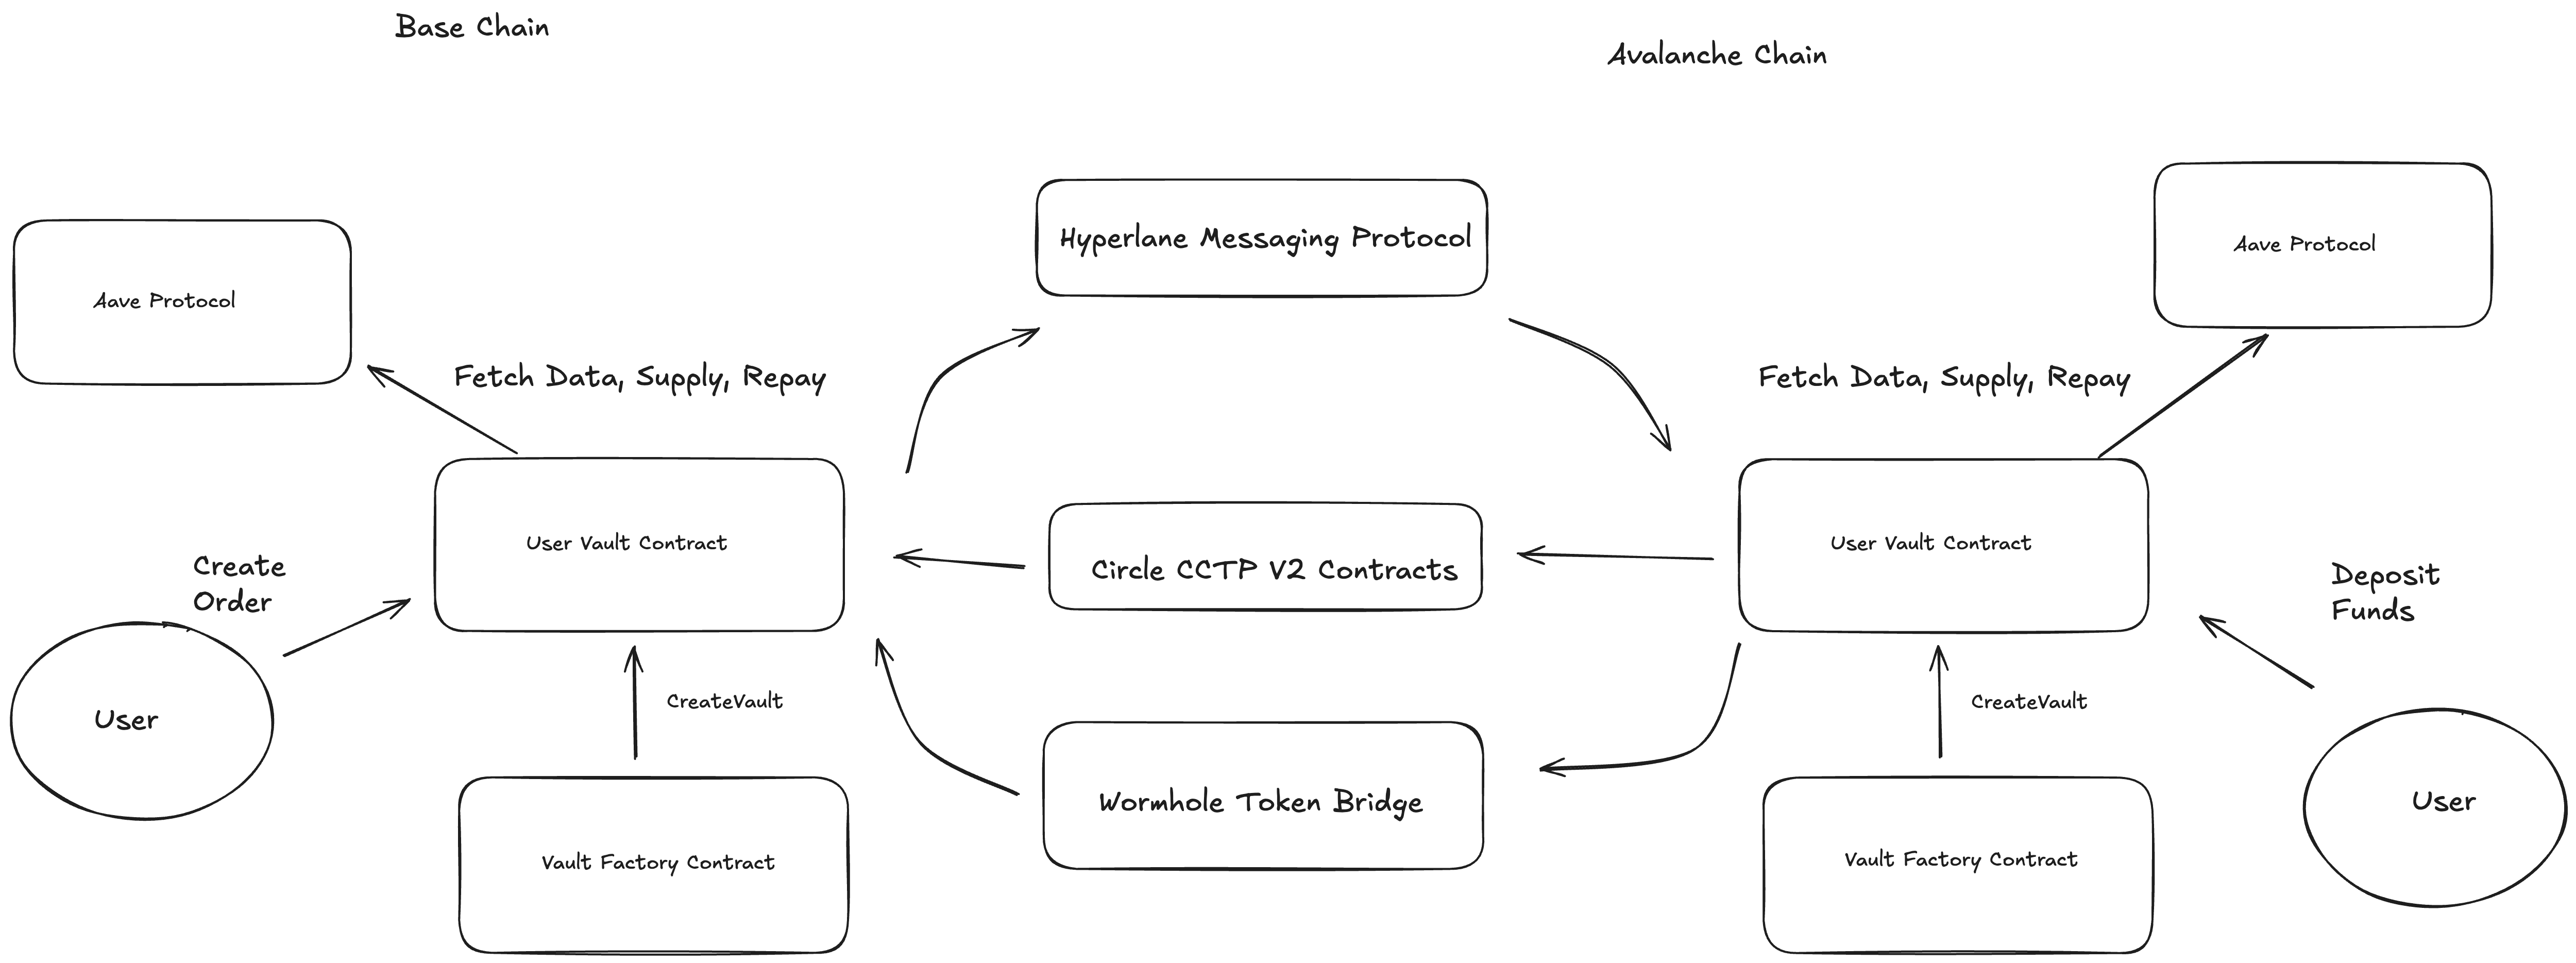 Base Chain
Avalanche Chain
Hyperlane Messaging Protocol
Aave Protocol
Aave Protocol
Fetch Data, Supply, Repay
Fetch Data, Supply, Repay
User Vault Contract
Circle CCTP V2 Contracts
User Vault Contract
Create
Order
Deposit
Funds
User
CreateVault
CreateVault
Wormhole Token Bridge
User
Vault Factory Contract
Vault Factory Contract